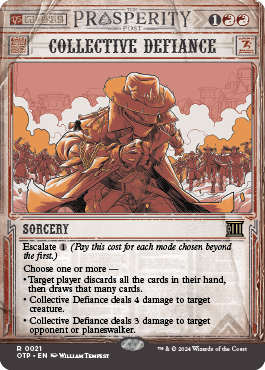 THE
PROSPERITY
POST
1
COLLECTIVE DEFIANCE
SORCERY
Escalate 1 (Pay this cost for each mode chosen beyond
the first.)
Choose one or more —
• Target player discards all the cards in their hand,
then draws that many cards.
• Collective Defiance deals 4 damage to target
creature.
• Collective Defiance deals 3 damage to target
opponent or planeswalker.
R 0021
OTP • EN WILLIAM TEMPEST
™ & © 2024 Wizards of the Coast